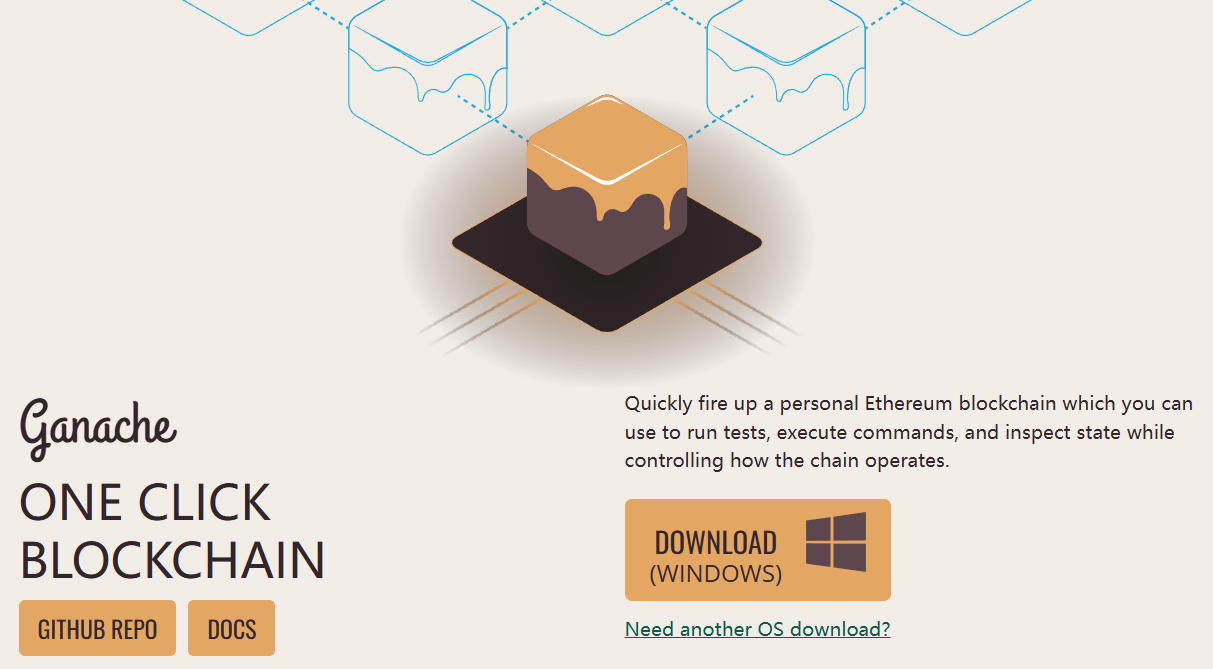 Ganache
ONE CLICK
BLOCKCHAIN
GITHUB REPO
DOCS
Quickly fire up a personal Ethereum blockchain which you can
use to run tests, execute commands, and inspect state while
controlling how the chain operates.
DOWNLOAD
(WINDOWS)
Need another OS download?